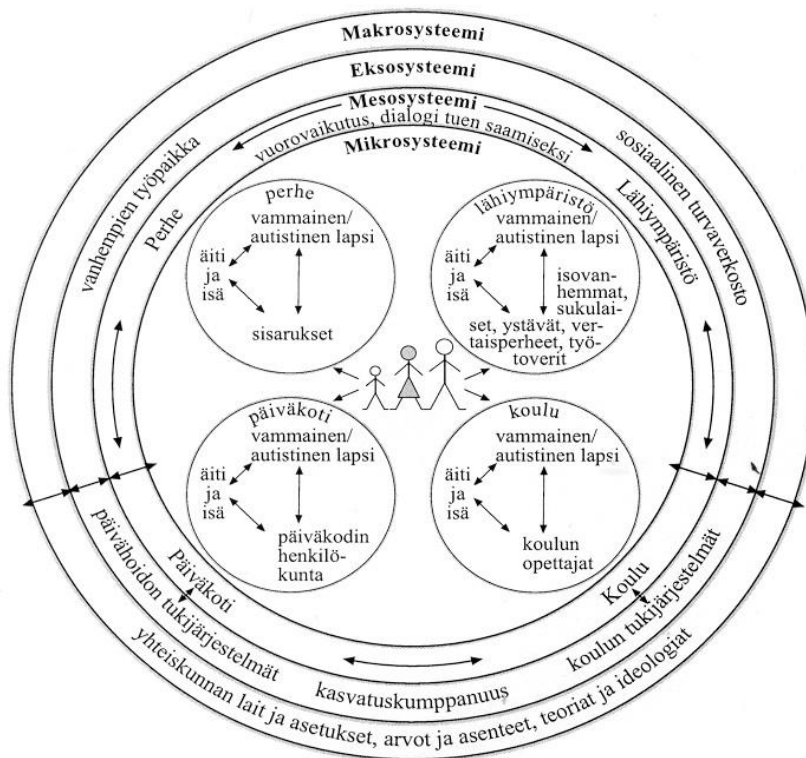 Makrosysteemi
Eksosysteemi
Mesosysteemi
vuorovaikutus, dialogi tuen saamiseksi
Mikrosysteemi
vanhempien työpaikka
sosiaalinen turvaverkosto
Perhe
Lähiympäristö
perhe
vammainen/
autistinen lapsi
äiti
ja
isä
sisarukset
lähiympäristö
vammainen/
autistinen lapsi
äiti
ja
isä
isovan-
hemmat,
sukulai-
set, ystävät, ver-
taisperheet, työ-
toverit
päiväkoti
vammainen/
autistinen lapsi
äiti
ja
isä
päiväkodin
henkilö-
kunta
koulu
vammainen/
autistinen lapsi
äiti
ja
isä
koulun
opettajat
Päiväkoti
Koulu
päivähoidon tukijärjestelmät
koulun tukijärjestelmät
kasvatuskumppanuus
yhteiskunnan lait ja asetukset, arvot ja asenteet, teoriat ja ideologiat